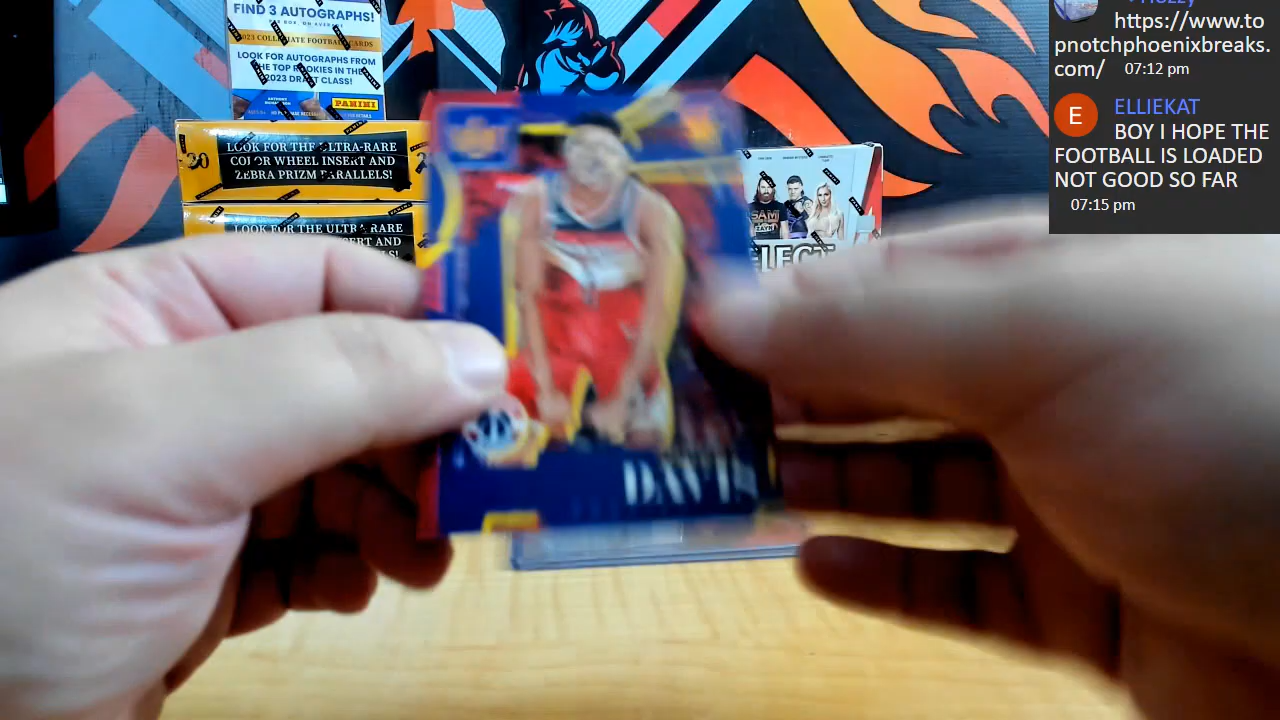 FIND 3 AUTOGRAPHS!
2023 COLLEGIATE FOOTBALL CARDS
LOOK FOR AUTOGRAPHS FROM
THE TOP ROOKIES IN THE
2023 DRAFT CLASS!
PANINI
LOOK FOR THE ULTRA-RARE
COLOR WHEEL INSERT AND
ZEBRA PRIZM PARALLELS!
LOOK FOR THE ULTRA RARE
DAVIS
https://www.to
pnotchphoenixbreaks.
com/ 07:12 pm
E ELLIEKAT
BOY I HOPE THE
FOOTBALL IS LOADED
NOT GOOD SO FAR
07:15 pm